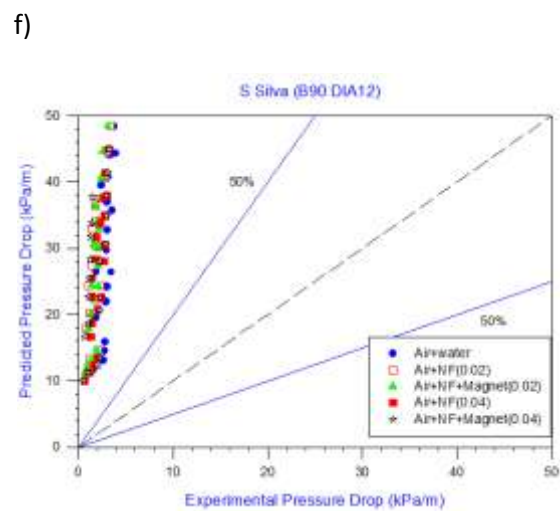 f)
S Silva (B90 DIA12)
50
40
30
20
10
0
Predicted Pressure Drop (kPa/m)
50%
50%
Air+water
Air+NF(0.02)
Air+NF+Magnet(0.02)
Air+NF(0.04)
Air+NF+Magnet(0.04)
0 10 20 30 40 50
Experimental Pressure Drop (kPa/m)